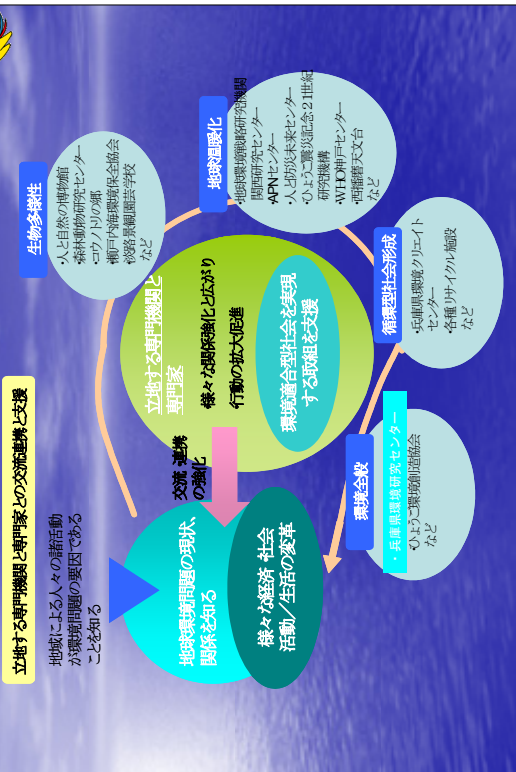 立地する専門機関と専門家との交流連携と支援
地域による人々の諸活動
が環境問題の要因である
ことを知る
地球環境問題の現状、
関係を知る
様々な経済 社会
活動／生活の変革
交流 連携
の強化
立地する専門機関と
専門家
・様々な関係強化と広がり
・行動の拡大促進
環境適合型社会を実現
する取組を支援
生物多様性
・人と自然の博物館
・森林動物研究センター
・コウノトリの郷
・瀬戸内海環境保全協会
・淡路景観園芸学校
など
地球温暖化
・地球環境戦略研究機関
関西研究センター
・APNセンター
・人と防災未来センター
・ひょうご震災記念２１世紀
研究機構
・WHO神戸センター
・西播磨天文台
など
循環型社会形成
・兵庫県環境クリエイト
センター
・各種リサイクル施設
など
環境全般
・兵庫県環境研究センター
・ひょうご環境創造協会
など